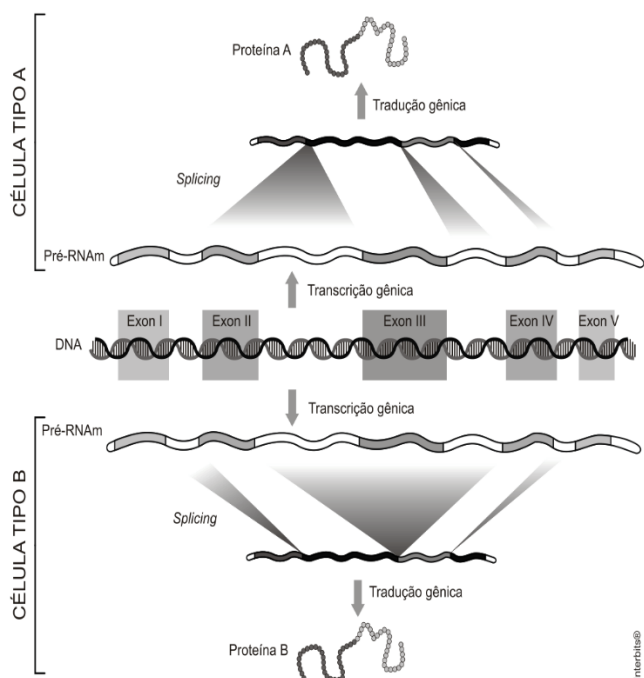 CÉLULA TIPO A
Proteína A
Tradução gênica
Splicing
Pré-RNAm
Transcrição gênica
Exon I
Exon II
Exon III
Exon IV
Exon V
DNA
Transcrição gênica
Pré-RNAm
CÉLULA TIPO B
Splicing
Tradução gênica
Proteína B
nterbits®